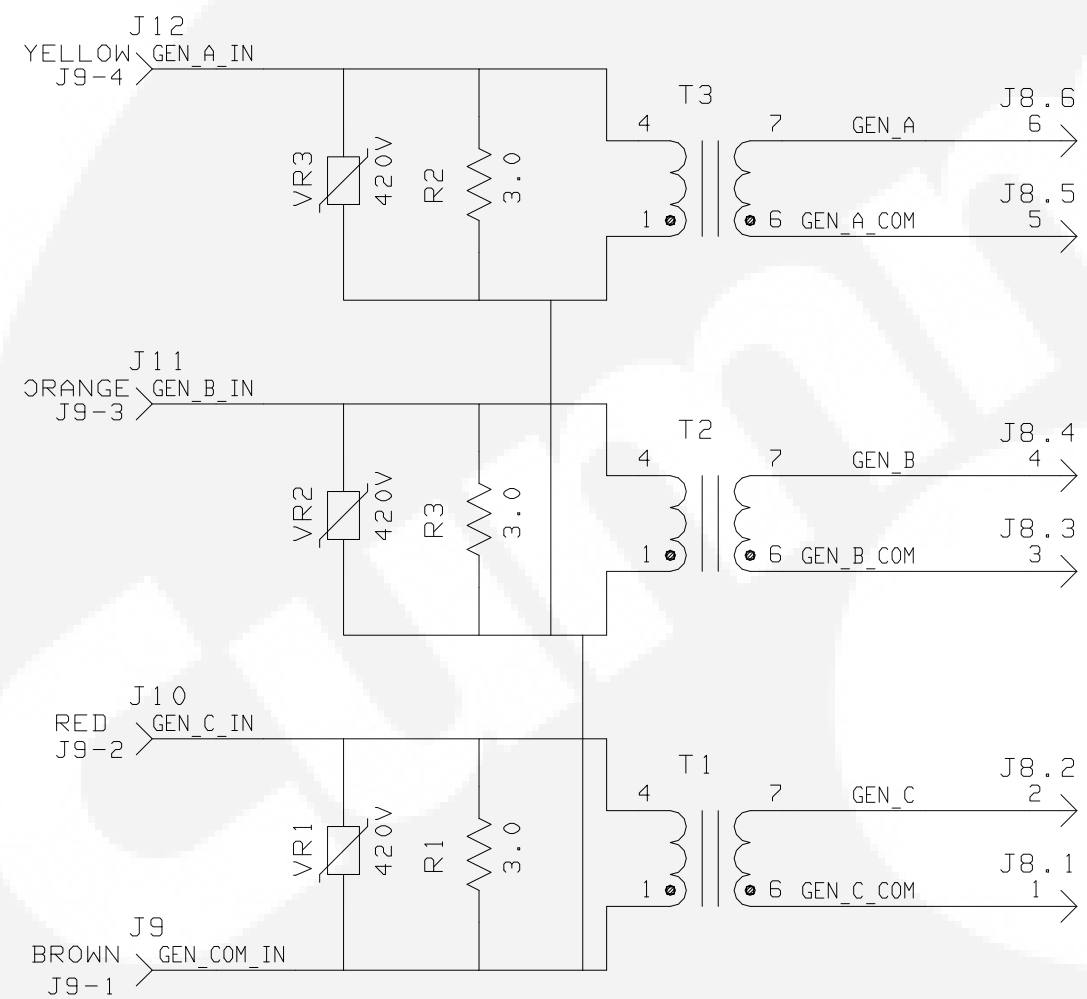 J12
YELLOW GEN_A_IN
J9-4
VR3
420V
R2
3.0
T3
4
1
7
6
GEN_A
GEN_A_COM
J8.6
6
J8.5
5
J11
ORANGE GEN_B_IN
J9-3
VR2
420V
R3
3.0
T2
4
1
7
6
GEN_B
GEN_B_COM
J8.4
4
J8.3
3
J10
RED GEN_C_IN
J9-2
VR1
420V
R1
3.0
T1
4
1
7
6
GEN_C
GEN_C_COM
J8.2
2
J8.1
1
J9
BROWN GEN_COM_IN
J9-1